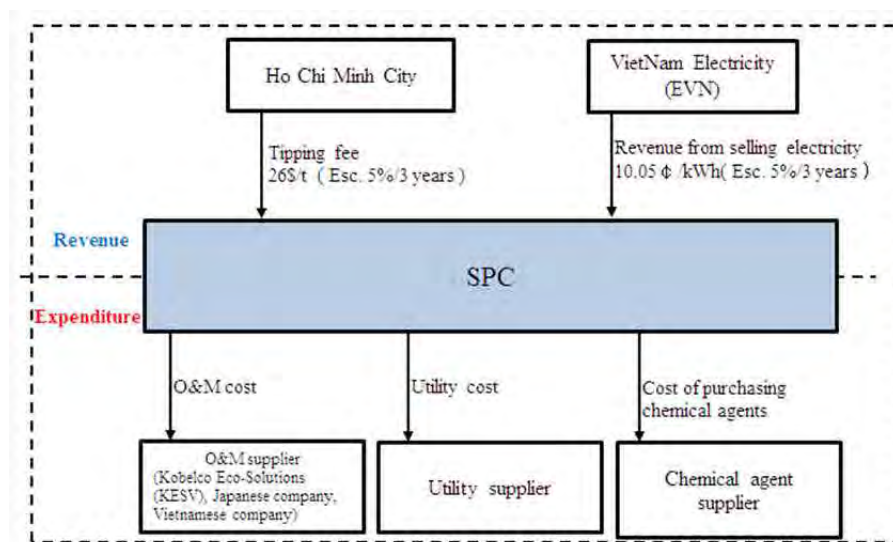 Ho Chi Minh City
VietNam Electricity
(EVN)
Tipping fee
26$/t ( Esc. 5%/3 years )
Revenue from selling electricity
10.05 ¢ /kWh( Esc. 5%/3 years )
Revenue
SPC
Expenditure
O&M cost
Utility cost
Cost of purchasing
chemical agents
O&M supplier
(Kobelco Eco-Solutions
(KESV), Japanese company,
Vietnamese company)
Utility supplier
Chemical agent
supplier